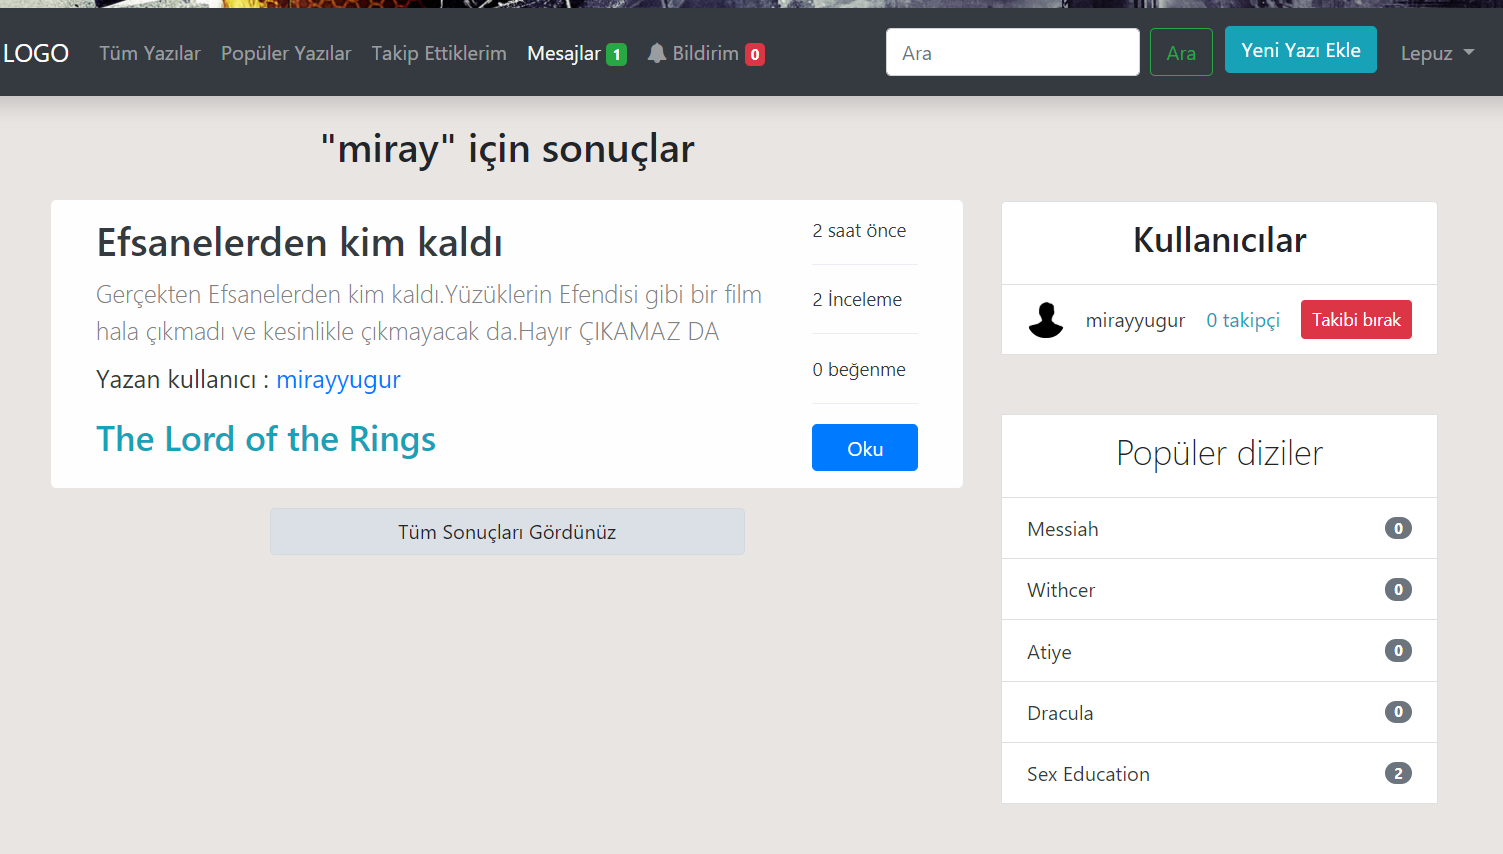 LOGO Tüm Yazılar Popüler Yazılar Takip Ettiklerim Mesajlar 1 Bildirim 0 Ara Ara Yeni Yazı Ekle Lepuz
"miray" için sonuçlar
Efsanelerden kim kaldı
Gerçekten Efsanelerden kim kaldı.Yüzüklerin Efendisi gibi bir film
hala çıkmadı ve kesinlikle çıkmayacak da.Hayır ÇIKAMAZ DA
Yazan kullanıcı : mirayyugur
The Lord of the Rings
2 saat önce
2 İnceleme
0 beğenme
Oku
Tüm Sonuçları Gördünüz
Kullanıcılar
mirayyugur 0 takipçi Takibi bırak
Popüler diziler
Messiah 0
Withcer 0
Atiye 0
Dracula 0
Sex Education 2